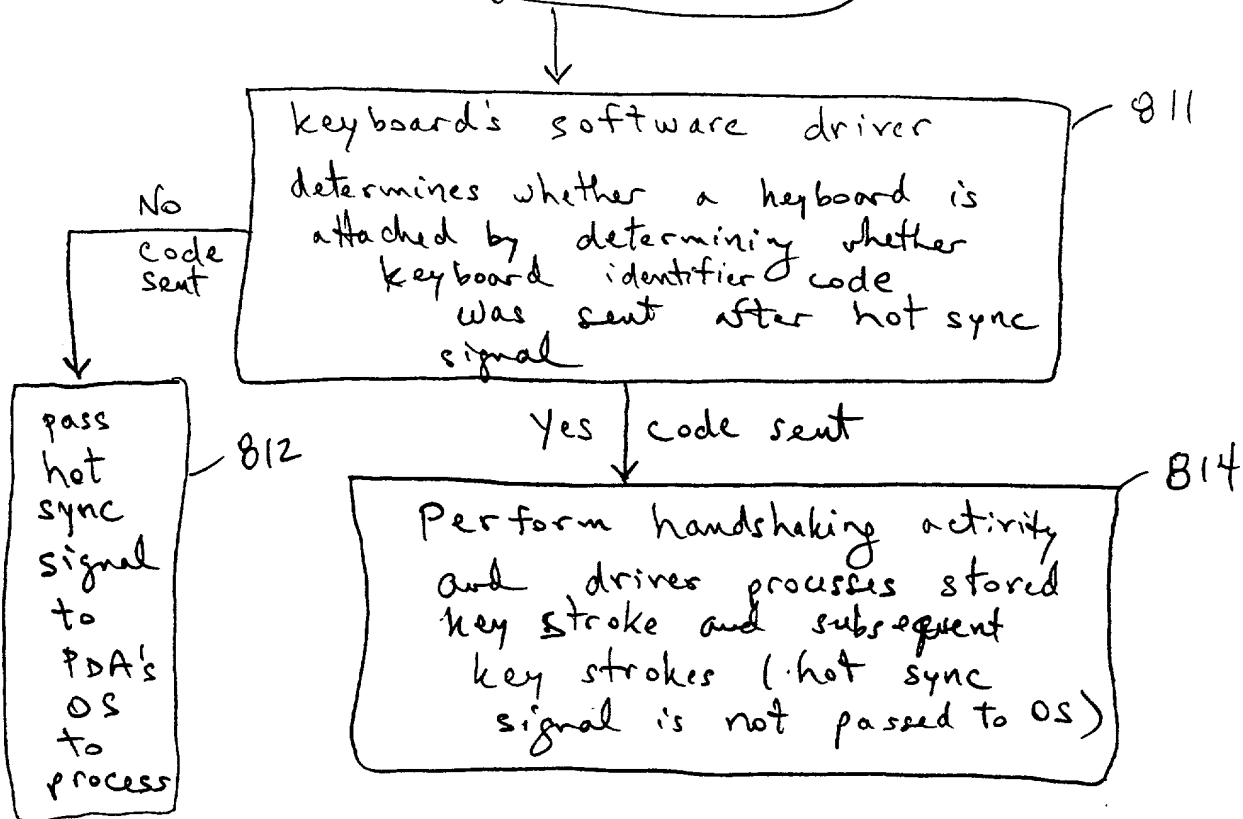 keyboard's software driver
determines whether a keyboard is
attached by determining whether
keyboard identifier code
was sent after hot sync
signal
811
No
code
sent
Yes code sent
pass
hot
sync
signal
to
PDA's
OS
to
process
812
Perform handshaking activity
and driver processes stored
key stroke and subsequent
key strokes (hot sync
signal is not passed to OS)
814